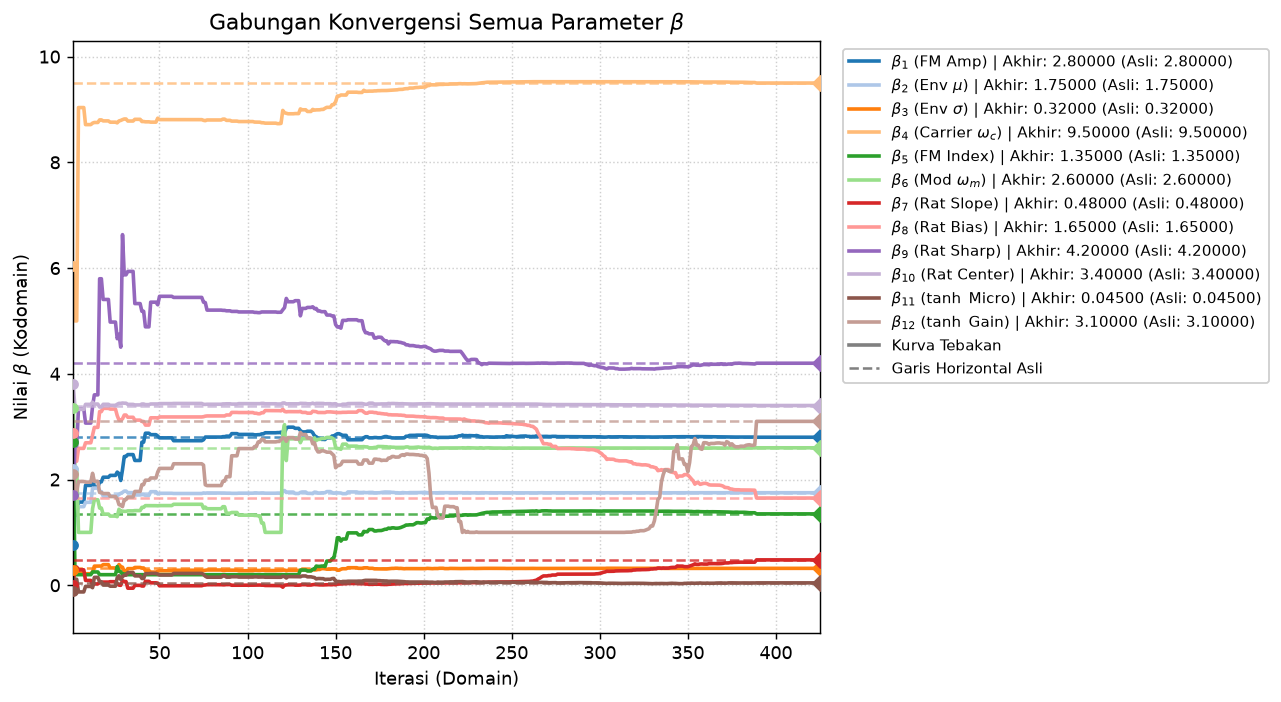 Gabungan Konvergensi Semua Parameter β
Nilai β (Kodomain)
10
8
6
4
2
0
50
100
150
200
250
300
350
400
Iterasi (Domain)
β₁ (FM Amp) | Akhir: 2.80000 (Asli: 2.80000)
β₂ (Env μ) | Akhir: 1.75000 (Asli: 1.75000)
β₃ (Env σ) | Akhir: 0.32000 (Asli: 0.32000)
β₄ (Carrier ω_c) | Akhir: 9.50000 (Asli: 9.50000)
β₅ (FM Index) | Akhir: 1.35000 (Asli: 1.35000)
β₆ (Mod ω_m) | Akhir: 2.60000 (Asli: 2.60000)
β₇ (Rat Slope) | Akhir: 0.48000 (Asli: 0.48000)
β₈ (Rat Bias) | Akhir: 1.65000 (Asli: 1.65000)
β₉ (Rat Sharp) | Akhir: 4.20000 (Asli: 4.20000)
β₁₀ (Rat Center) | Akhir: 3.40000 (Asli: 3.40000)
β₁₁ (tanh Micro) | Akhir: 0.04500 (Asli: 0.04500)
β₁₂ (tanh Gain) | Akhir: 3.10000 (Asli: 3.10000)
Kurva Tebakan
Garis Horizontal Asli